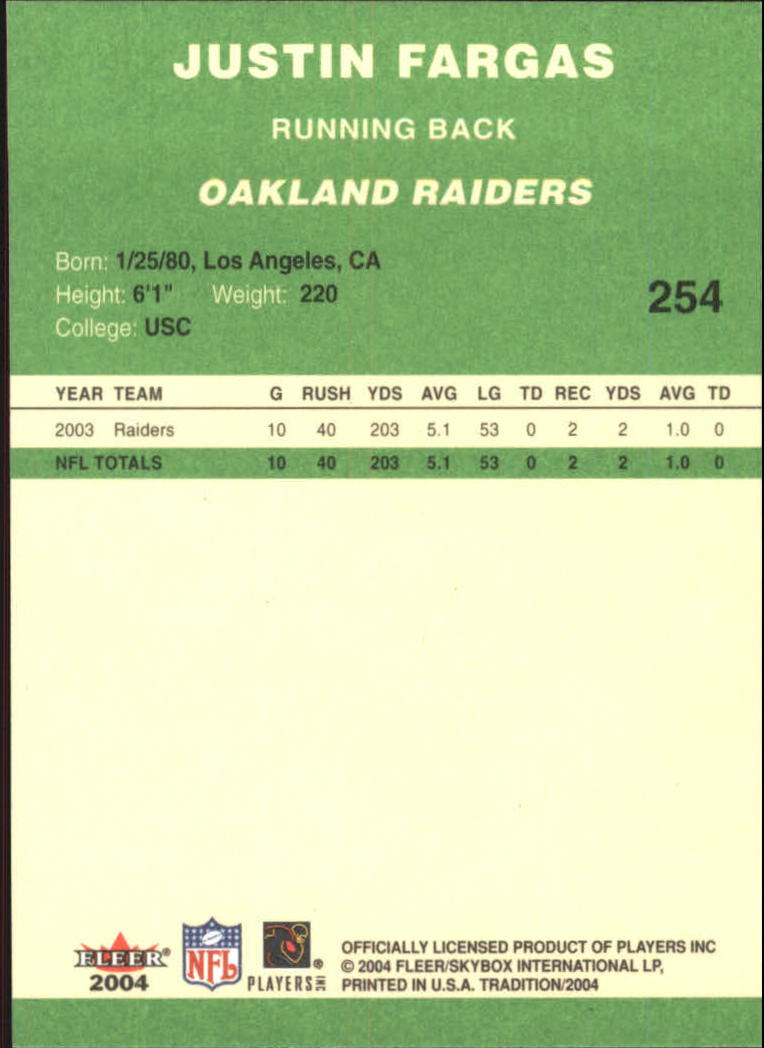 JUSTIN FARGAS
RUNNING BACK
OAKLAND RAIDERS
Born: 1/25/80, Los Angeles, CA
Height: 6'1" Weight: 220
254
College: USC
YEAR TEAM G RUSH YDS AVG LG TD REC YDS AVG TD
2003 Raiders 10 40 203 5.1 53 0 2 2 1.0 0
NFL TOTALS 10 40 203 5.1 53 0 2 2 1.0 0
FLEER®
2004
NFL
PLAYERS INC ®
OFFICIALLY LICENSED PRODUCT OF PLAYERS INC
© 2004 FLEER/SKYBOX INTERNATIONAL LP,
PRINTED IN U.S.A. TRADITION/2004